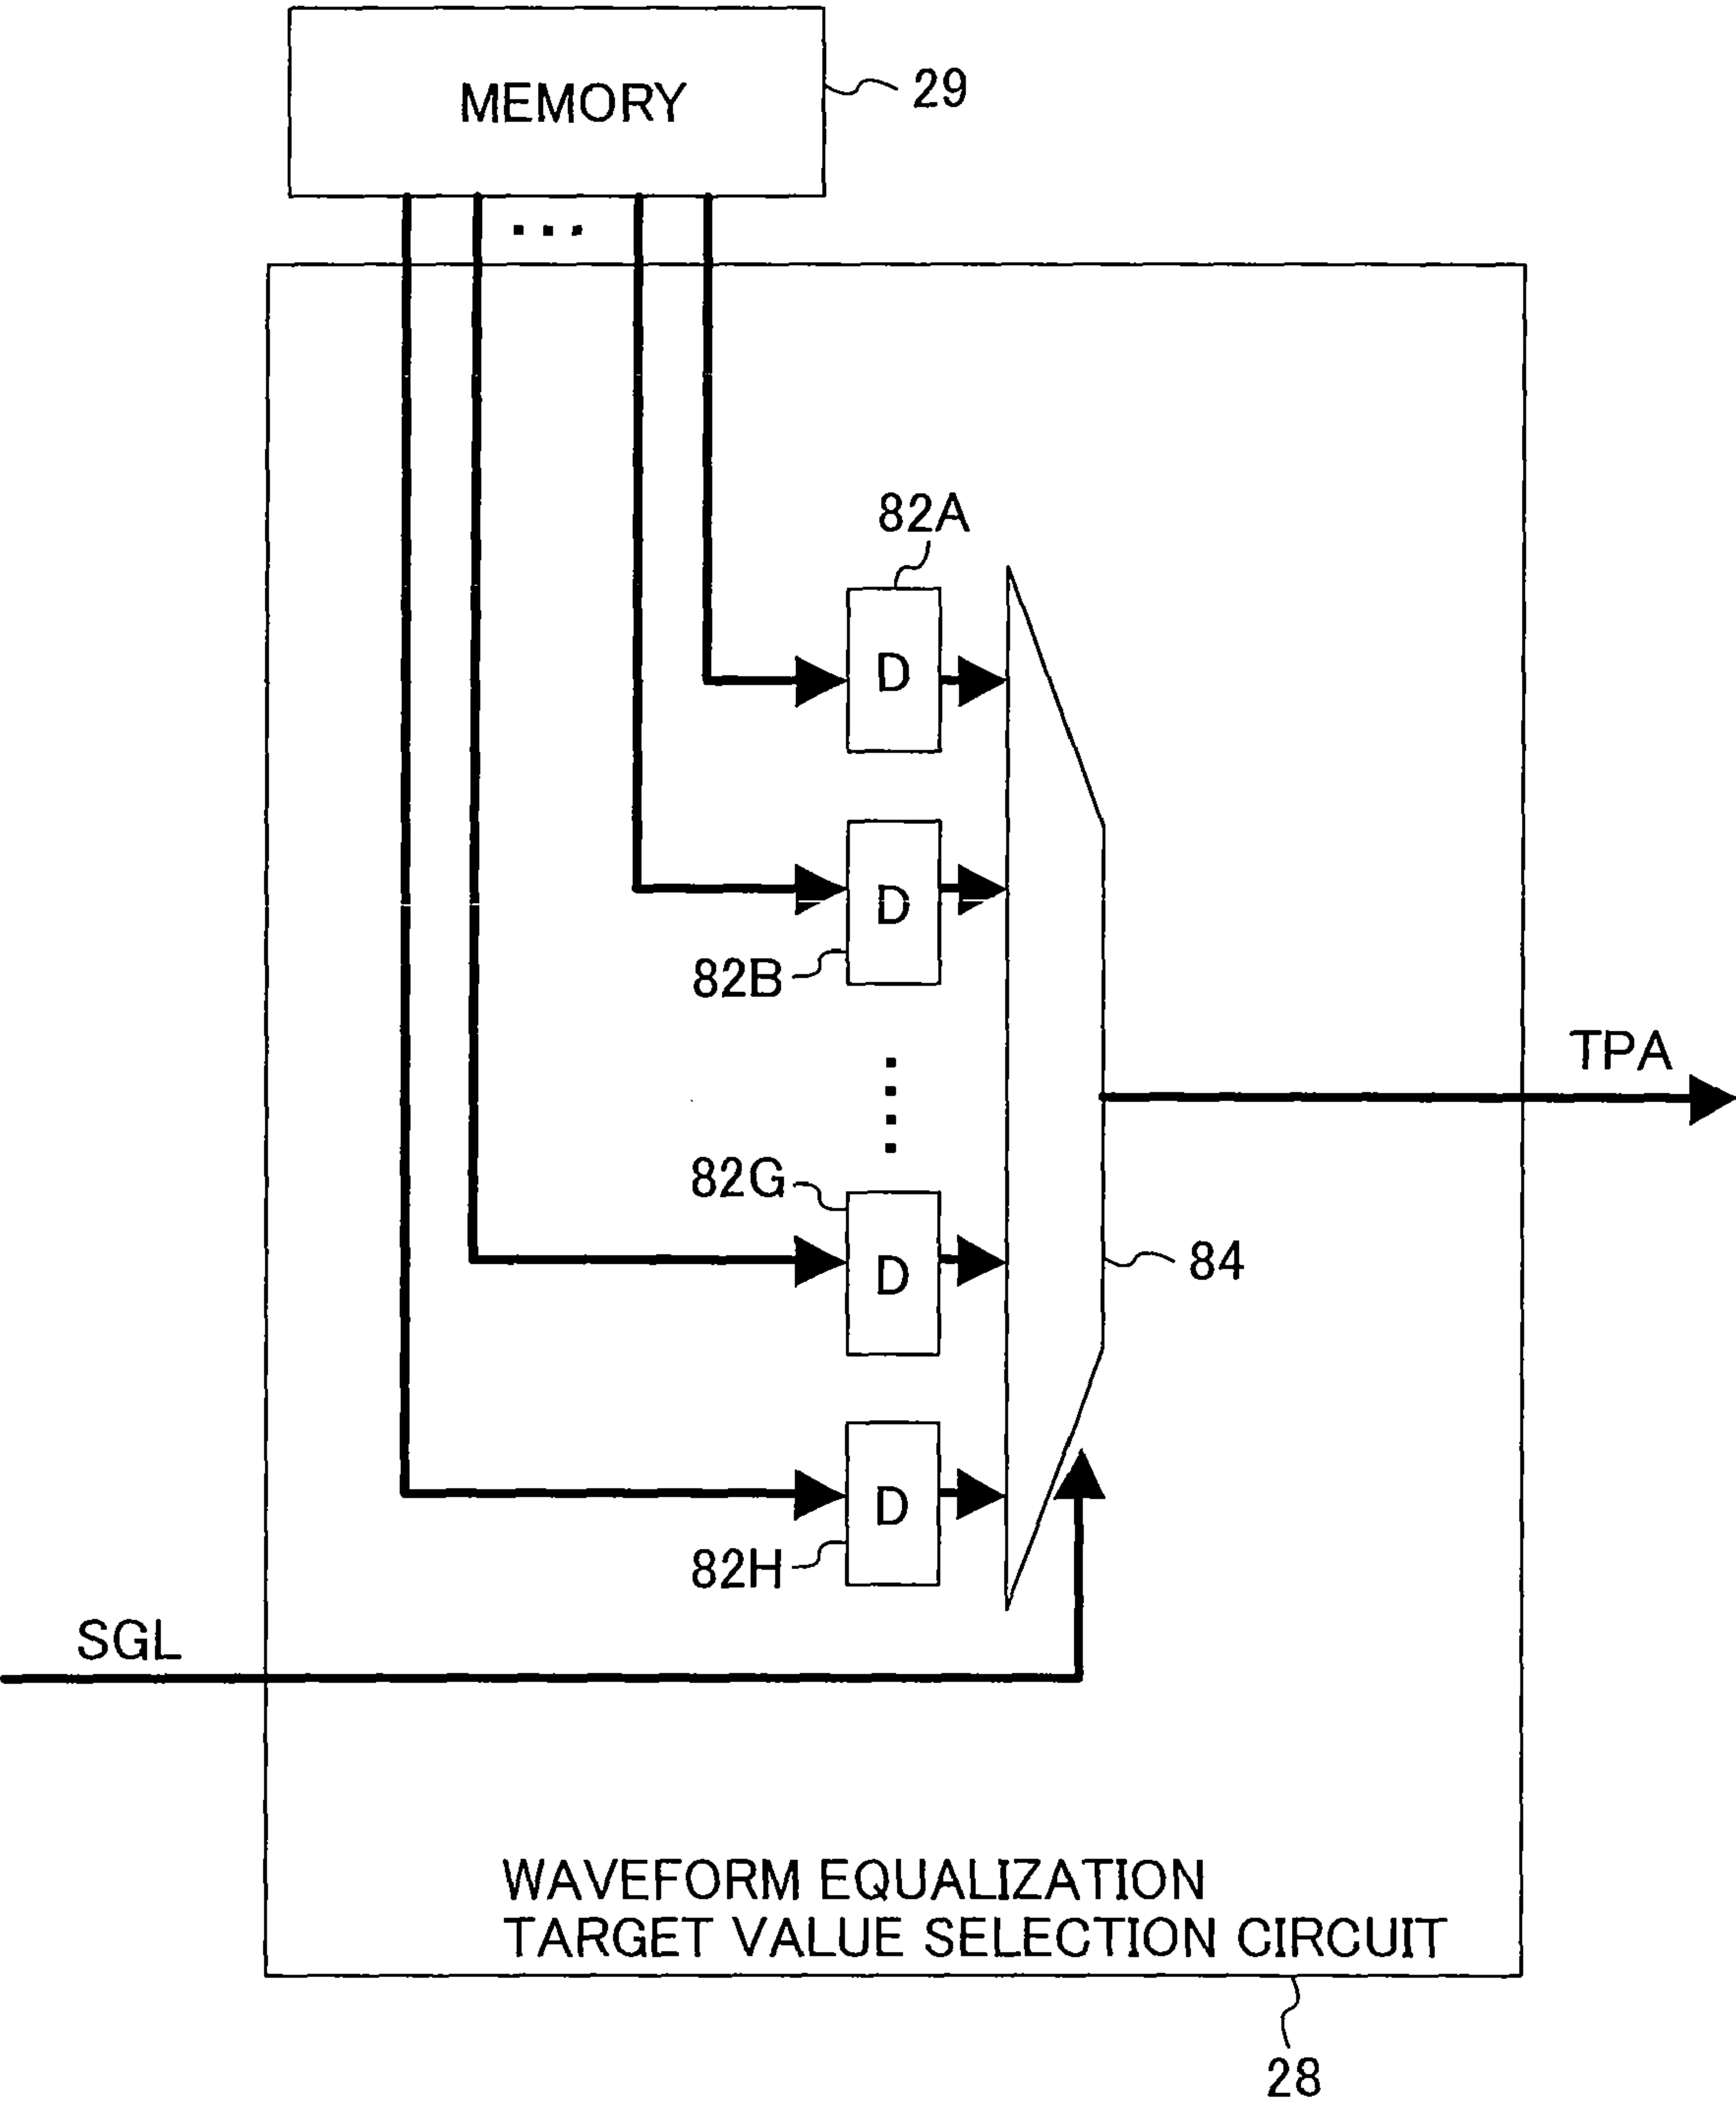 MEMORY
29
82A
D
D
82B
TPA
82G
D
84
D
82H
SGL
WAVEFORM EQUALIZATION
TARGET VALUE SELECTION CIRCUIT
28